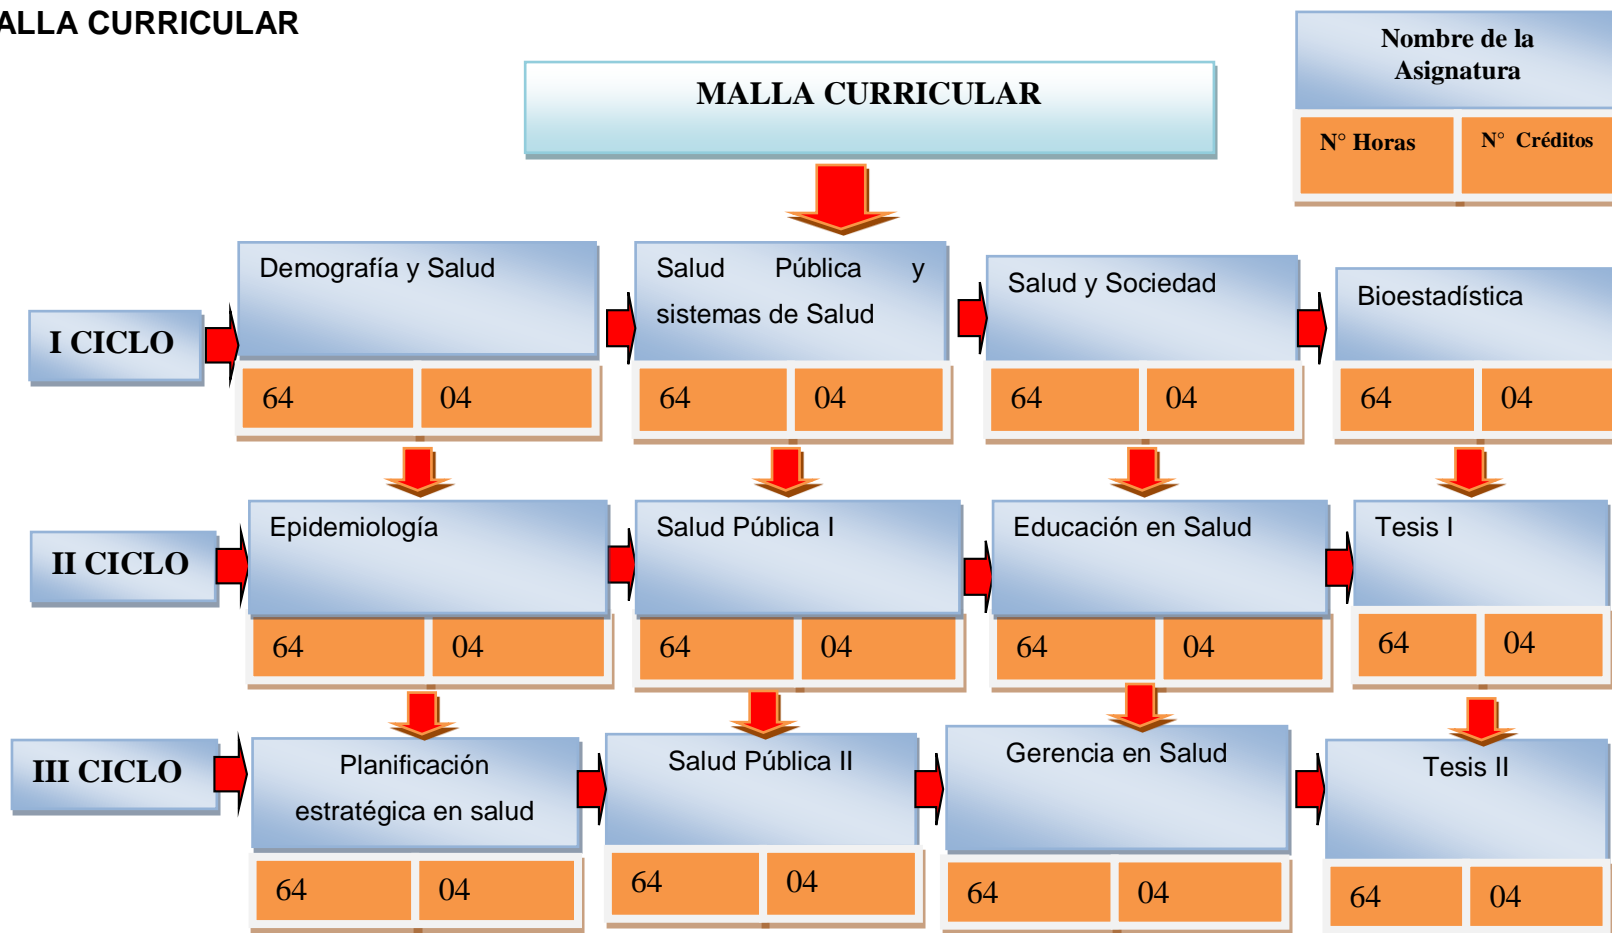 ALLA CURRICULAR
MALLA CURRICULAR
Nombre de la
Asignatura
N° Horas
N° Créditos
I CICLO
Demografía y Salud
64
04
Salud Pública y
sistemas de Salud
64
04
Salud y Sociedad
64
04
Bioestadística
64
04
II CICLO
Epidemiología
64
04
Salud Pública I
64
04
Educación en Salud
64
04
Tesis I
64
04
III CICLO
Planificación
estratégica en salud
64
04
Salud Pública II
64
04
Gerencia en Salud
64
04
Tesis II
64
04